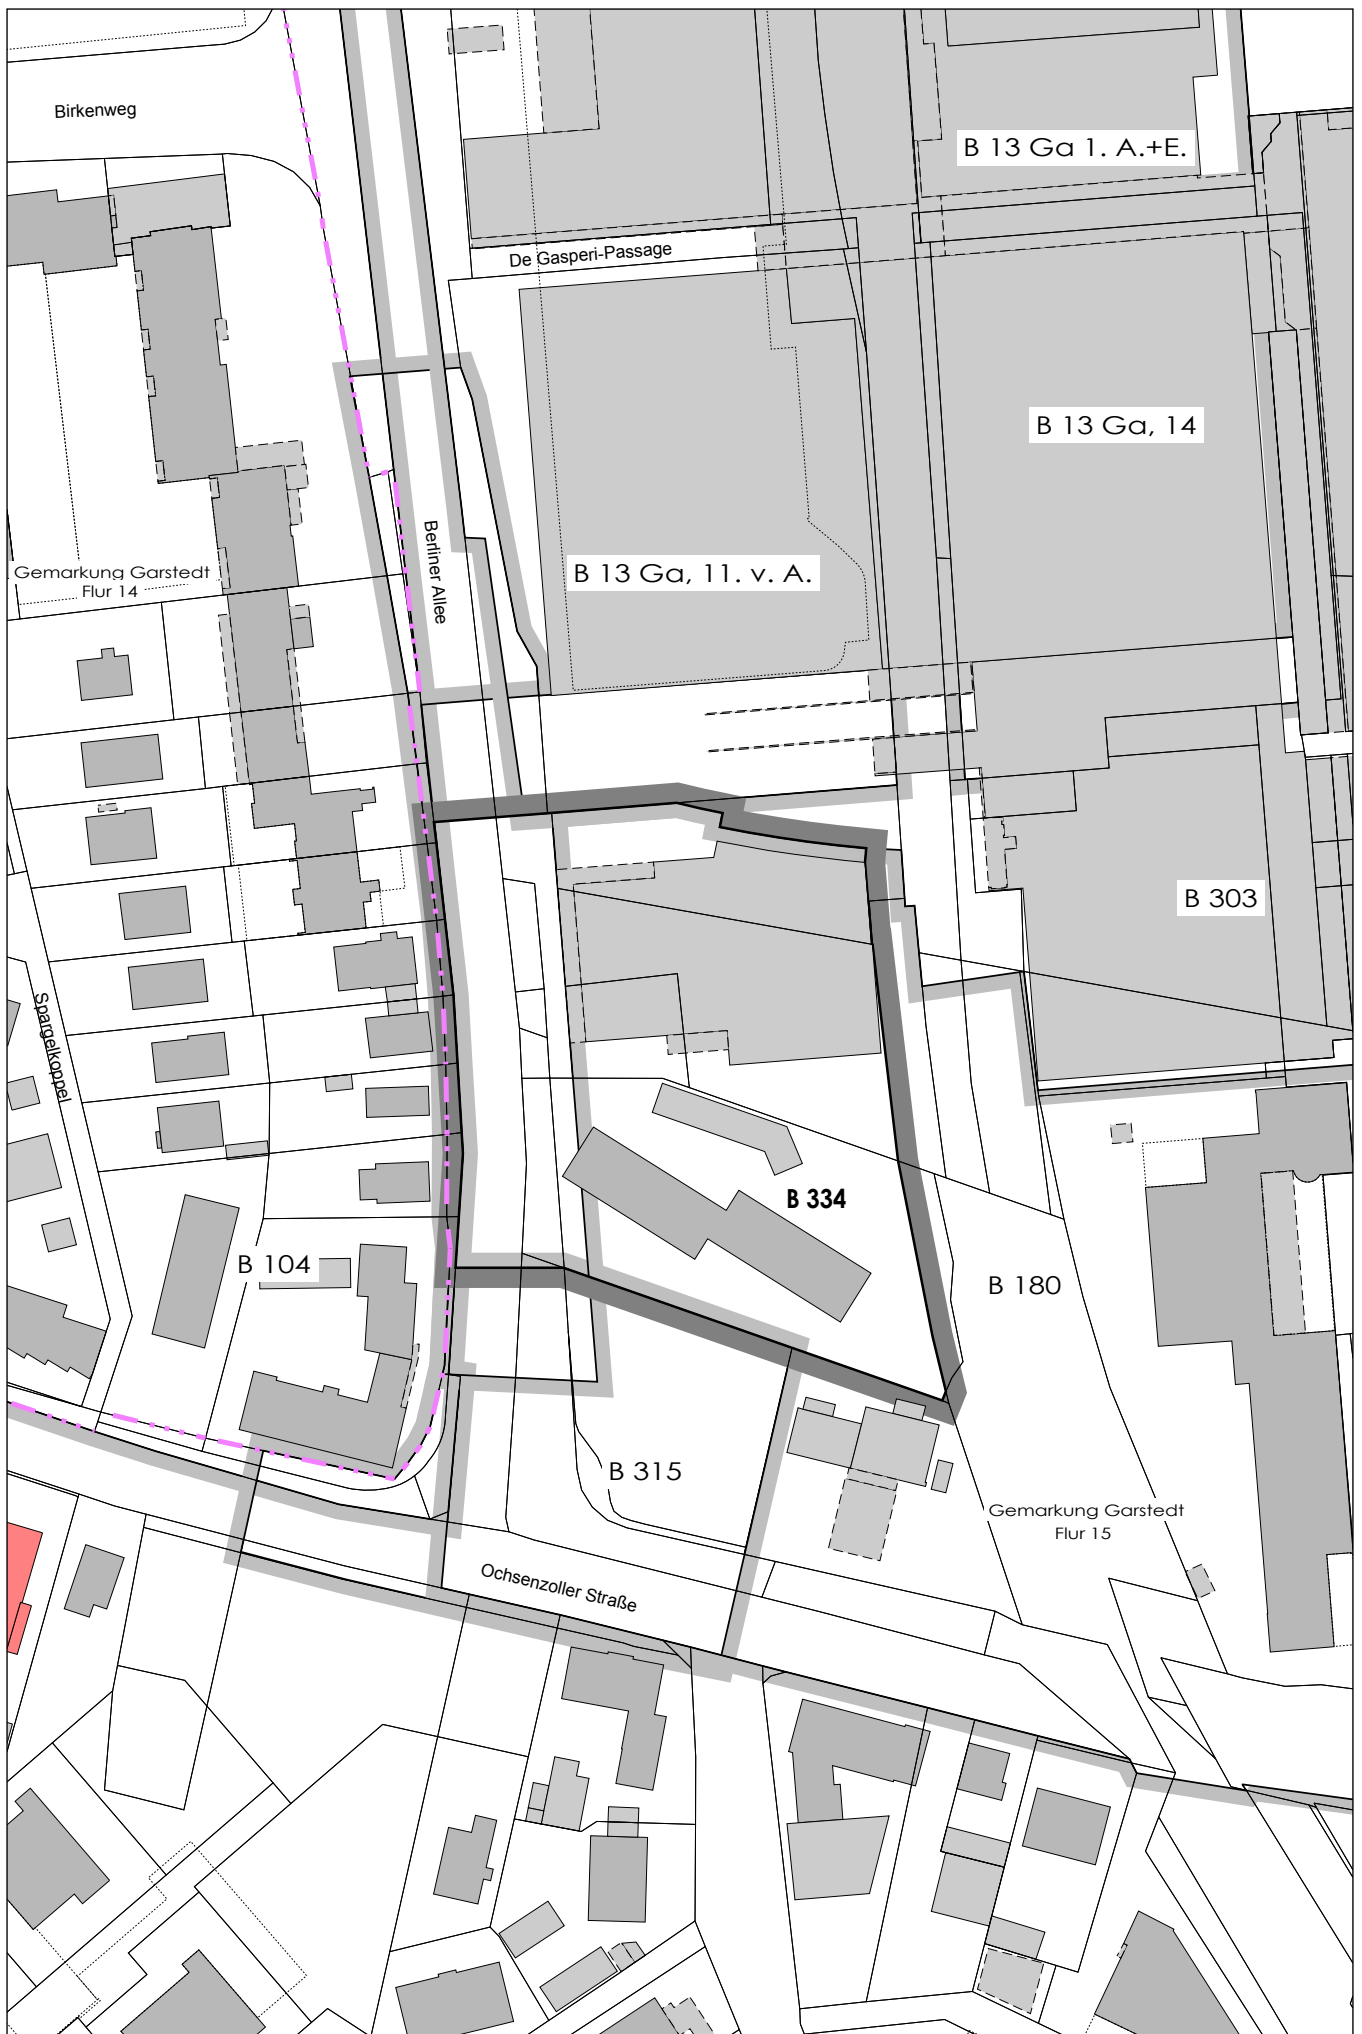 Birkenweg
B 13 Ga 1. A.+E.
De Gasperi-Passage
B 13 Ga, 14
Berliner Allee
B 13 Ga, 11. v. A.
Gemarkung Garstedt
Flur 14
B 303
Spargelkoppel
B 334
B 104
B 180
B 315
Gemarkung Garstedt
Flur 15
Ochsenzoller Straße